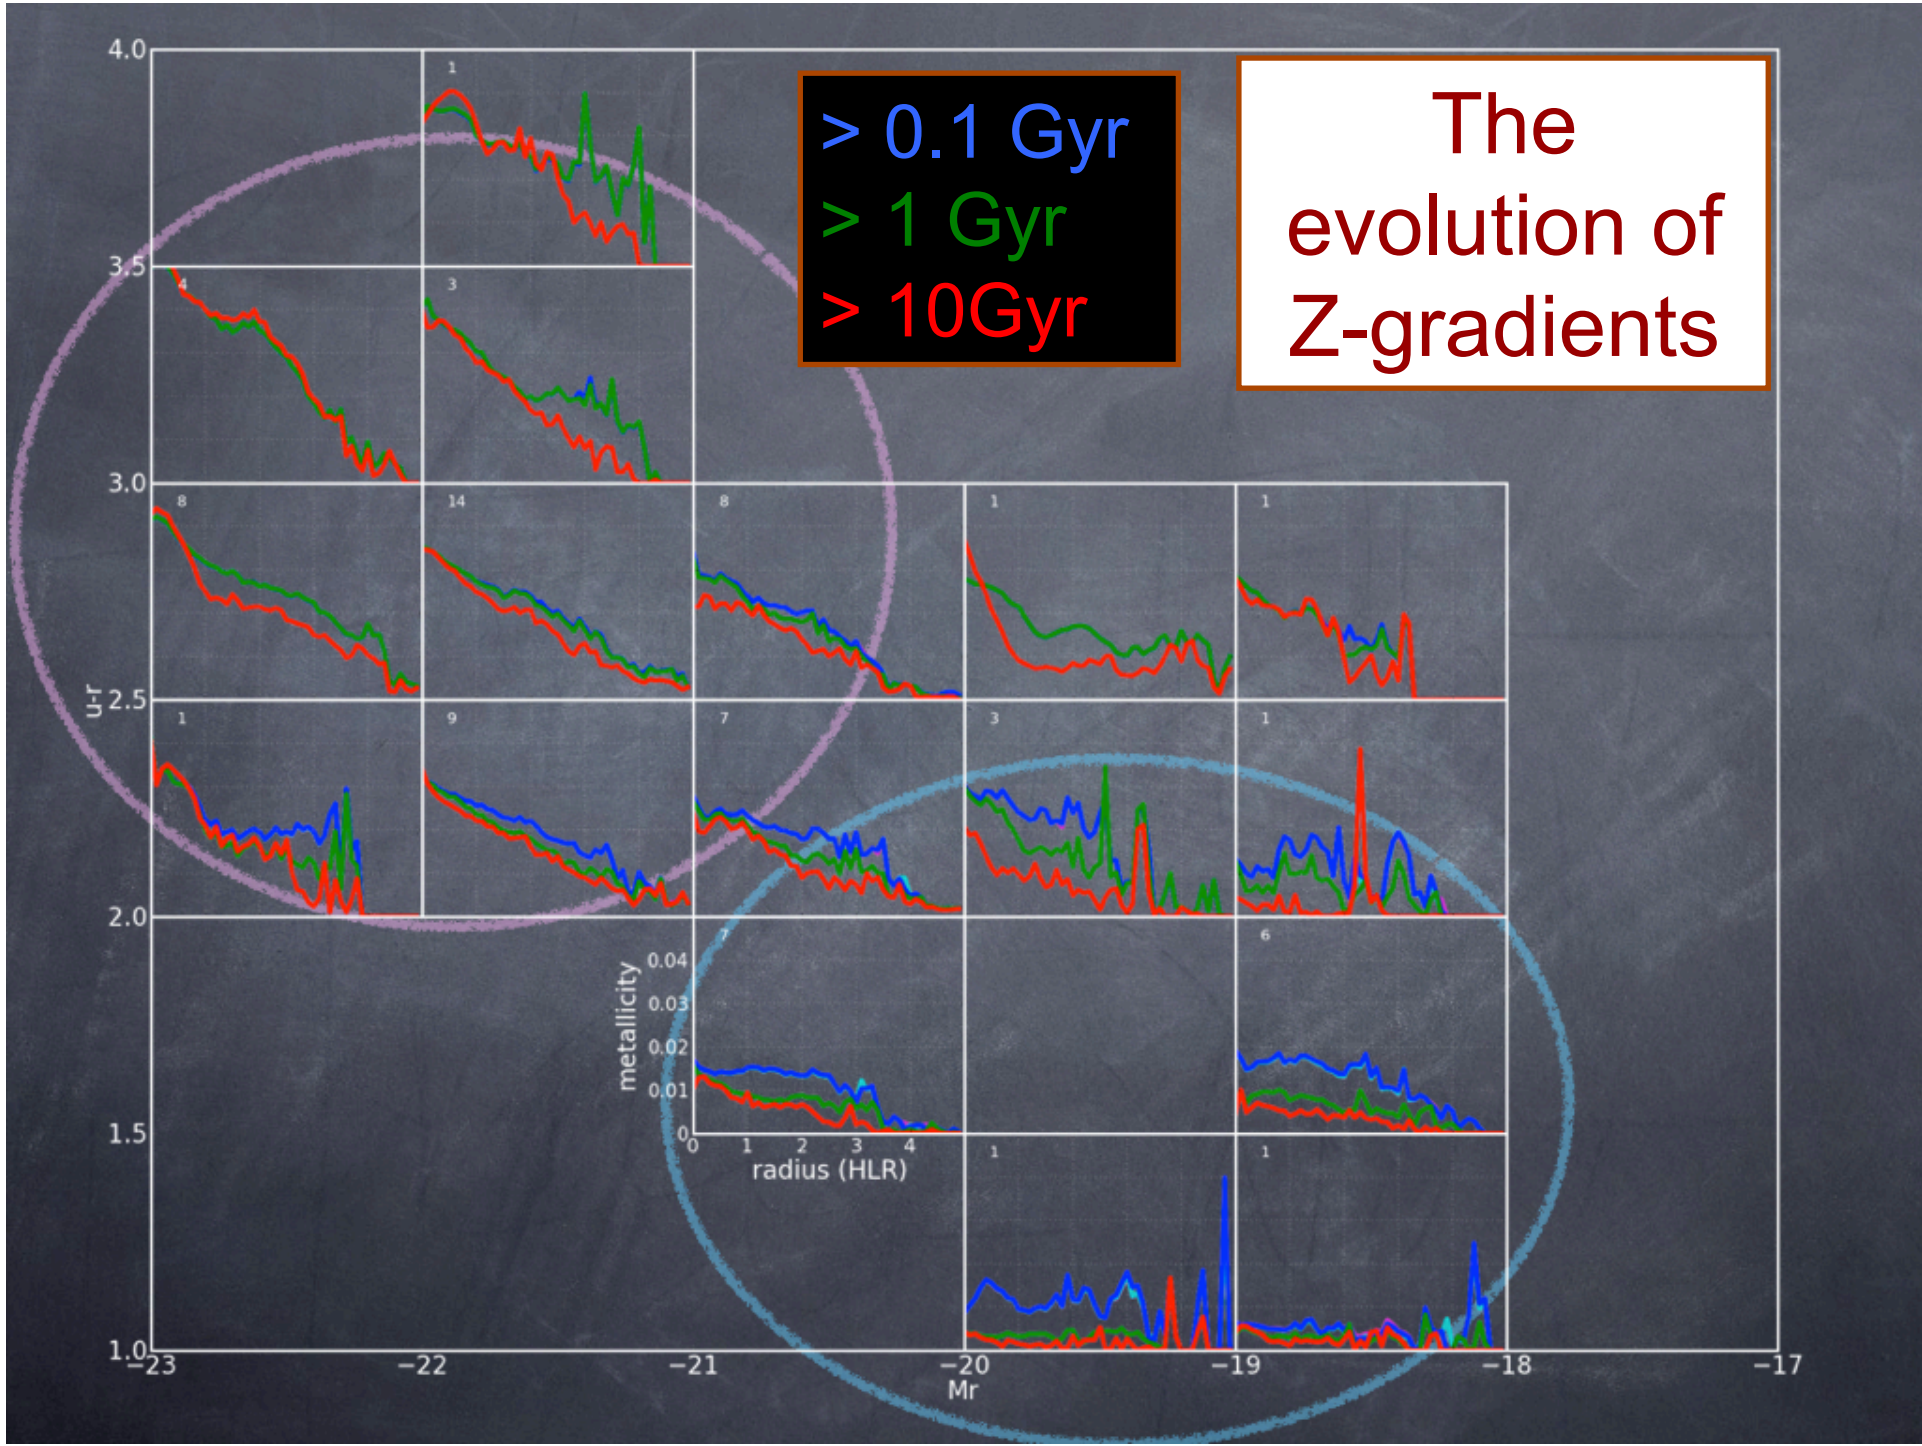 > 0.1 Gyr
> 1 Gyr
> 10Gyr
The
evolution of
Z-gradients
4.0
3.5
3.0
2.5
2.0
1.5
1.0
u-r
1
4
3
8
14
8
1
1
1
9
7
3
1
7
6
1
1
metallicity
0.04
0.03
0.02
0.01
0
0 1 2 3 4
radius (HLR)
−23 −22 −21 −20 −19 −18 −17
Mr